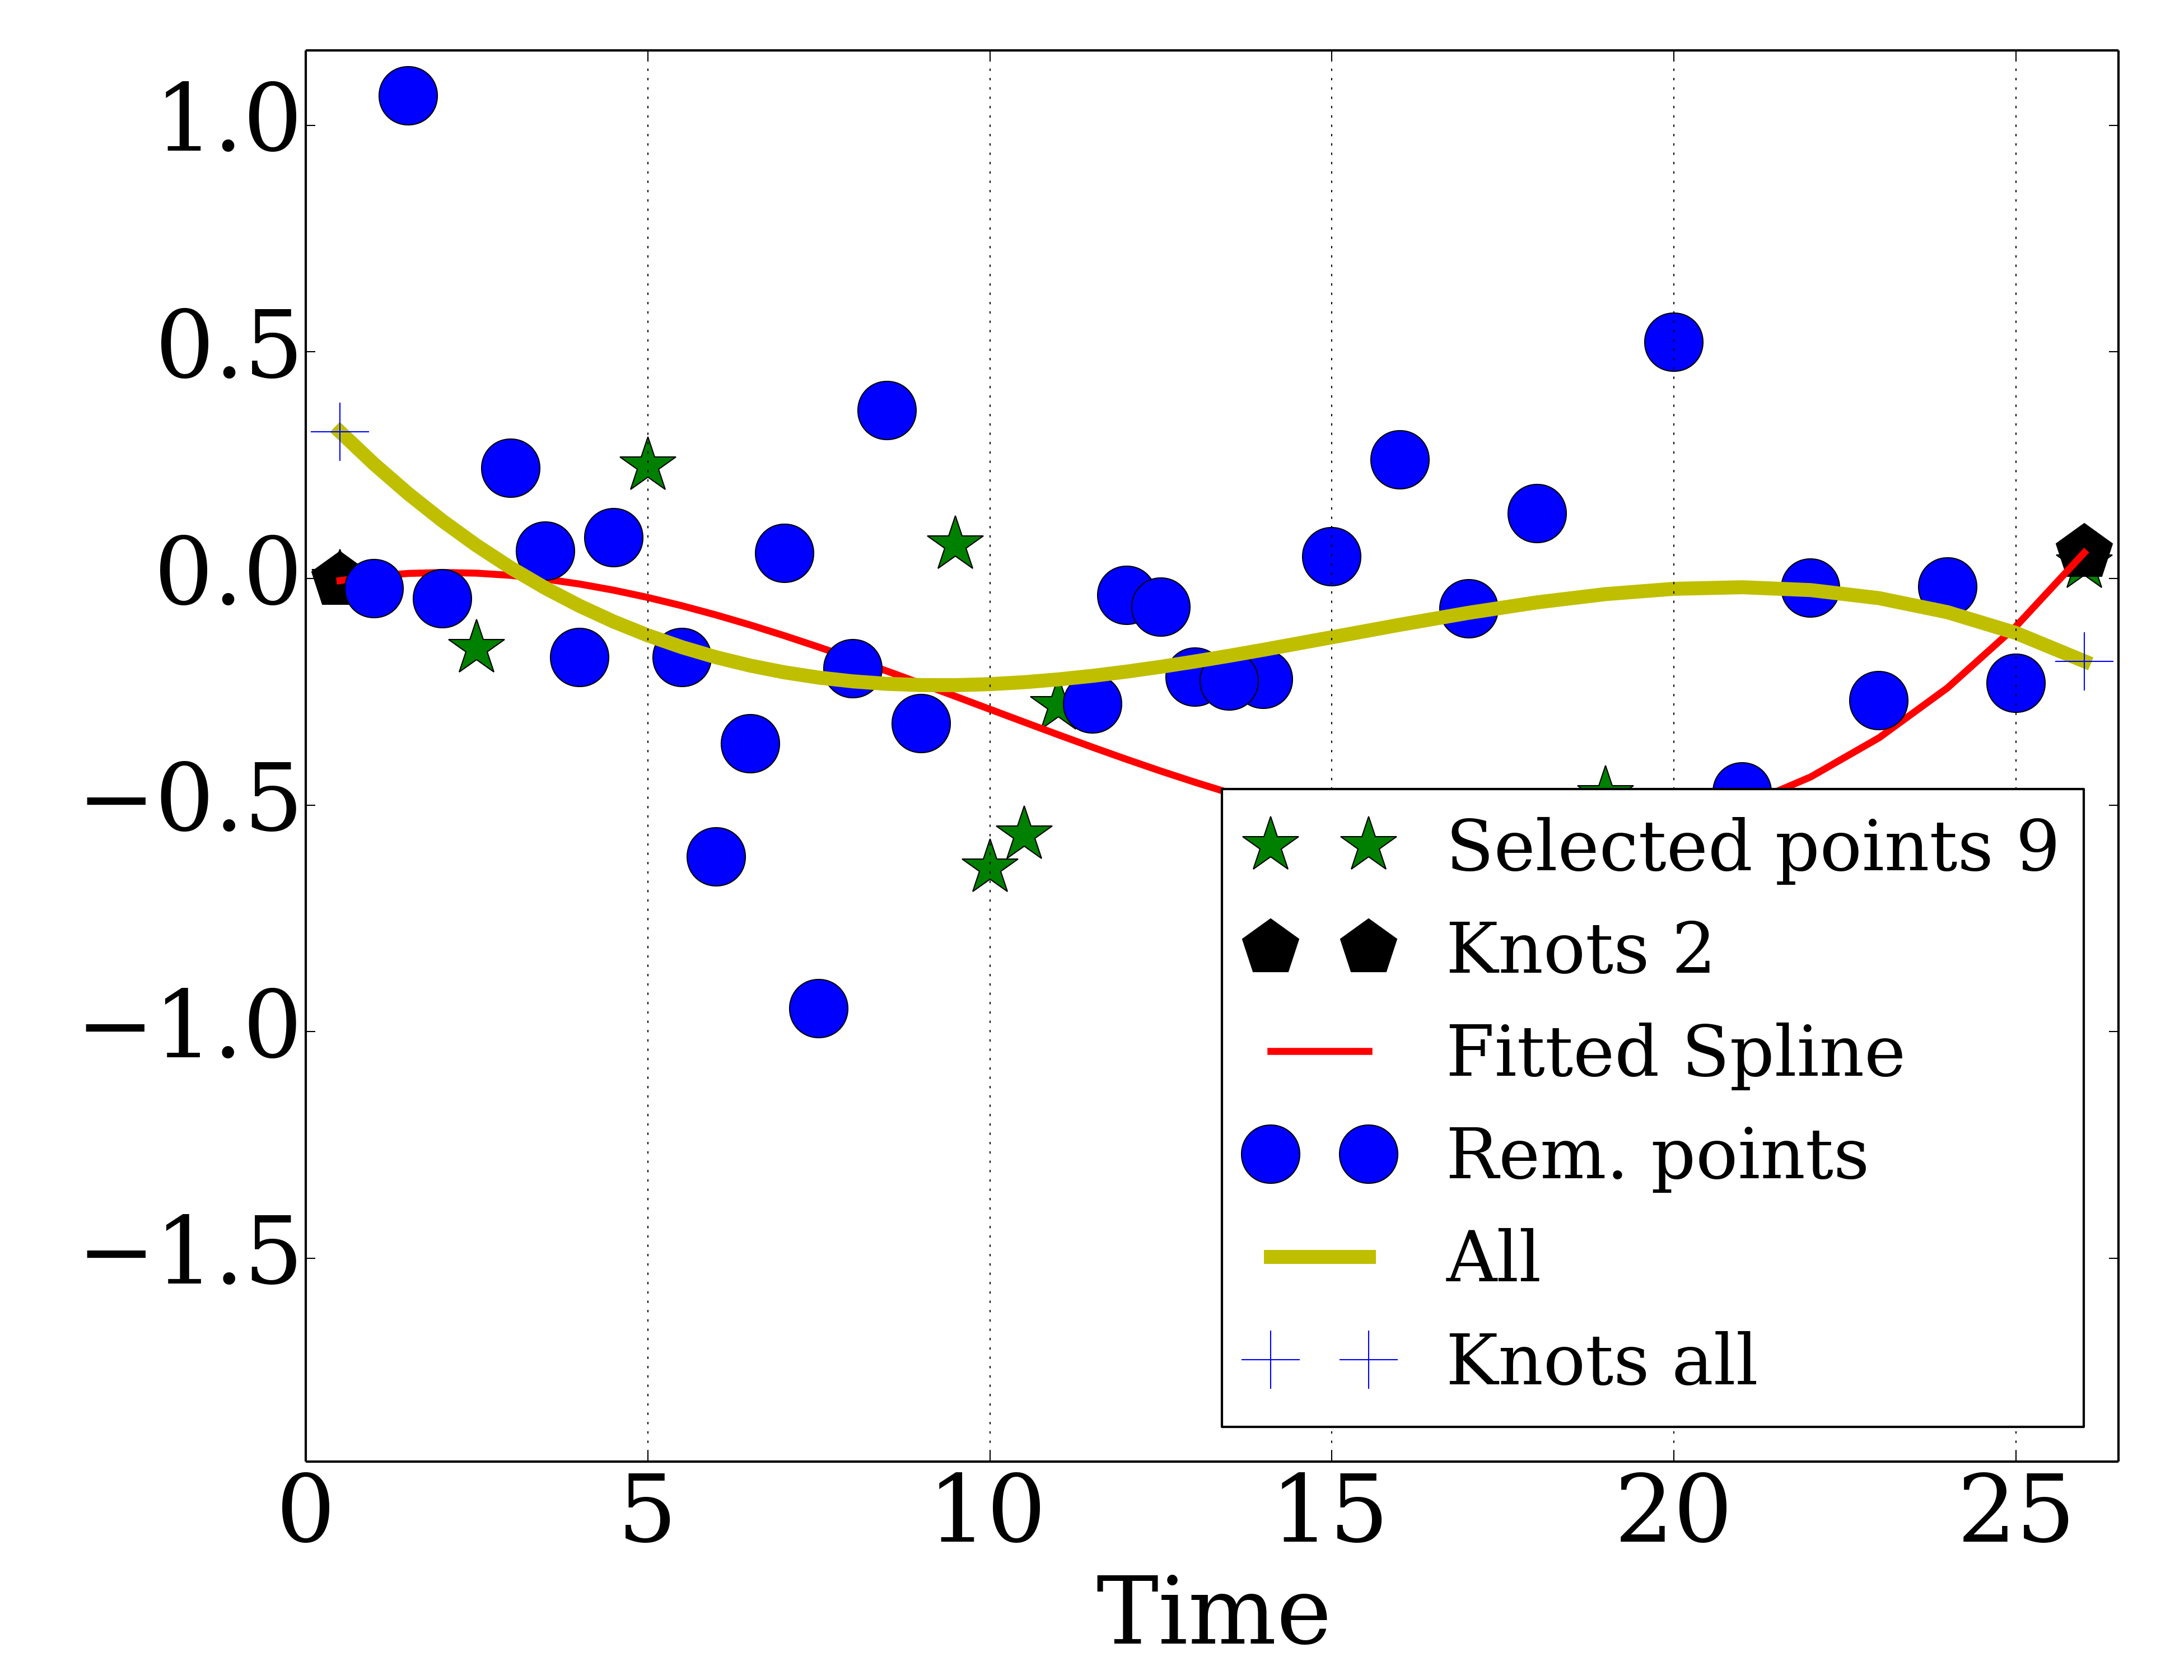 1.0
0.5
0.0
−0.5
−1.0
−1.5
Selected points 9
Knots 2
Fitted Spline
Rem. points
All
Knots all
0 5 10 15 20 25
Time